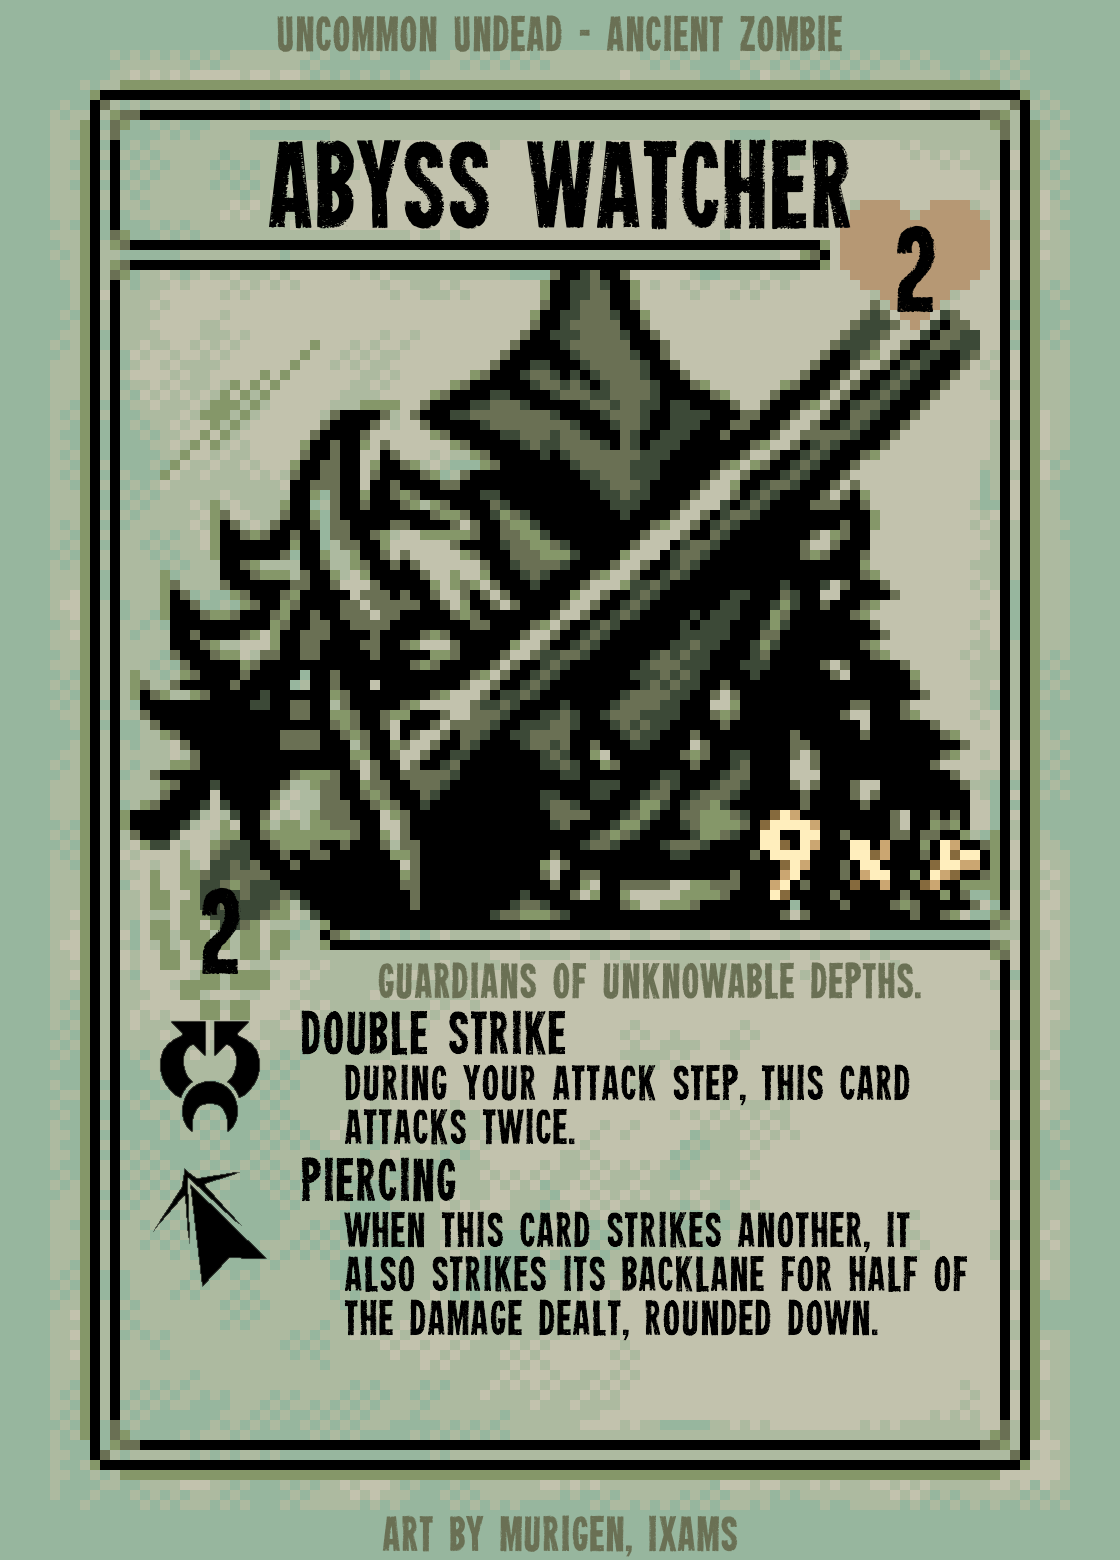 UNCOMMON UNDEAD - ANCIENT ZOMBIE
ABYSS WATCHER
2
2
GUARDIANS OF UNKNOWABLE DEPTHS.
DOUBLE STRIKE
DURING YOUR ATTACK STEP, THIS CARD
ATTACKS TWICE.
PIERCING
WHEN THIS CARD STRIKES ANOTHER, IT
ALSO STRIKES ITS BACKLANE FOR HALF OF
THE DAMAGE DEALT, ROUNDED DOWN.
ART BY MURIGEN, IXAMS